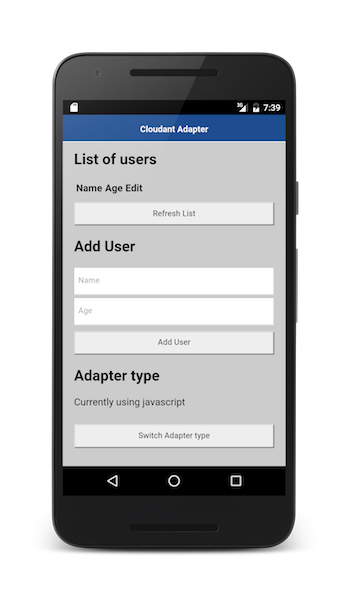 3G 7:39
Cloudant Adapter
List of users
Name Age Edit
Refresh List
Add User
Name
Age
Add User
Adapter type
Currently using javascript
Switch Adapter type